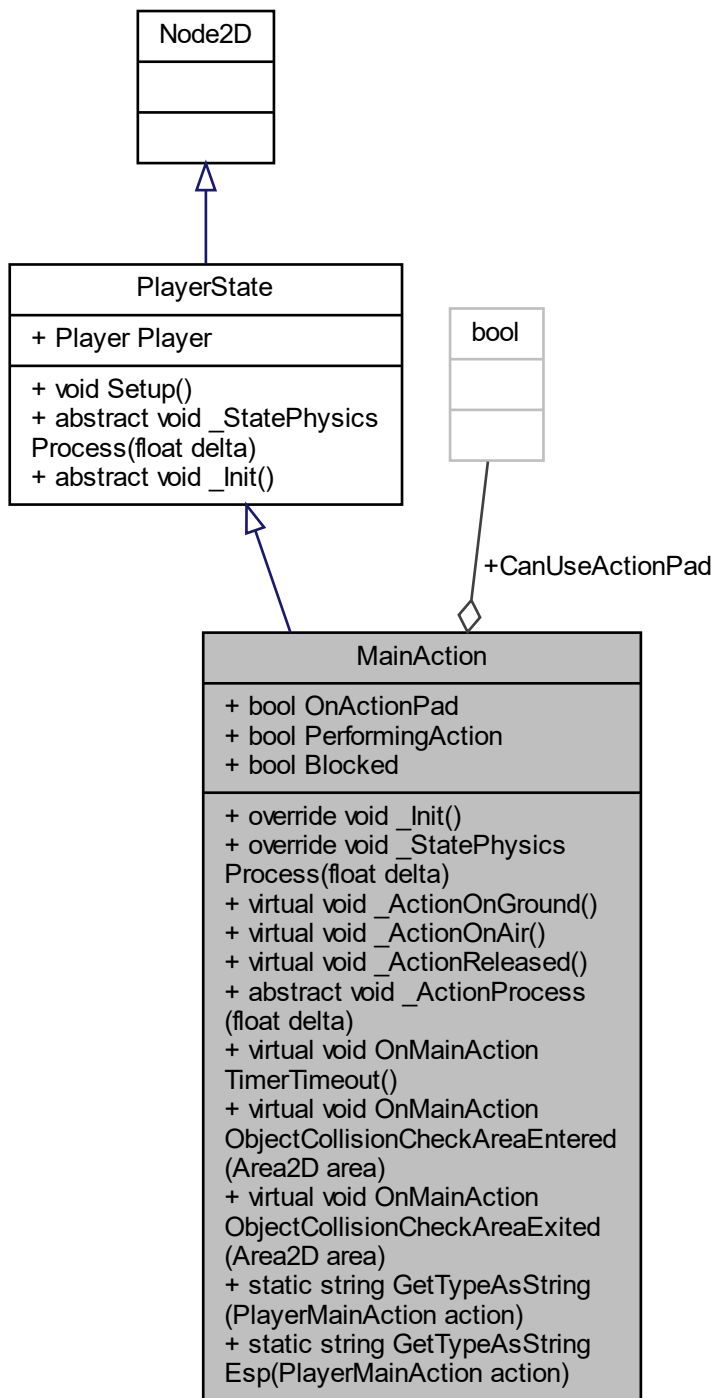 Node2D
PlayerState
+ Player Player
+ void Setup()
+ abstract void _StatePhysics
Process(float delta)
+ abstract void _Init()
bool
+CanUseActionPad
MainAction
+ bool OnActionPad
+ bool PerformingAction
+ bool Blocked
+ override void _Init()
+ override void _StatePhysics
Process(float delta)
+ virtual void _ActionOnGround()
+ virtual void _ActionOnAir()
+ virtual void _ActionReleased()
+ abstract void _ActionProcess
(float delta)
+ virtual void OnMainAction
TimerTimeout()
+ virtual void OnMainAction
ObjectCollisionCheckAreaEntered
(Area2D area)
+ virtual void OnMainAction
ObjectCollisionCheckAreaExited
(Area2D area)
+ static string GetTypeAsString
(PlayerMainAction action)
+ static string GetTypeAsString
Esp(PlayerMainAction action)